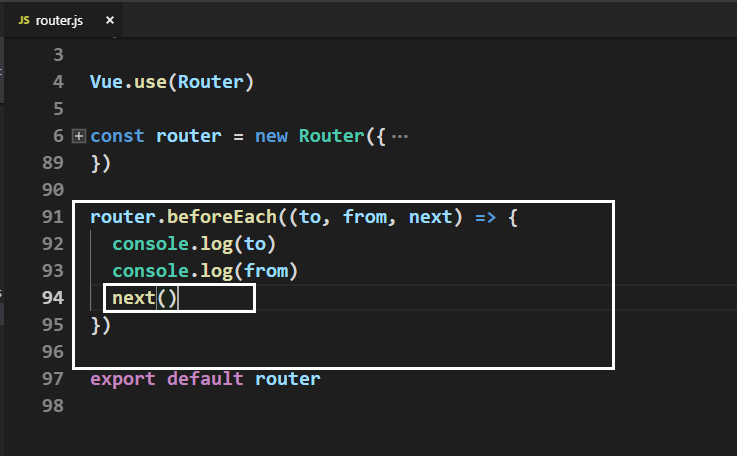 JS router.js ×
3
4 Vue.use(Router)
5
6 const router = new Router({ ···
89 })
90
91 router.beforeEach((to, from, next) => {
92 console.log(to)
93 console.log(from)
94 next()
95 })
96
97 export default router
98